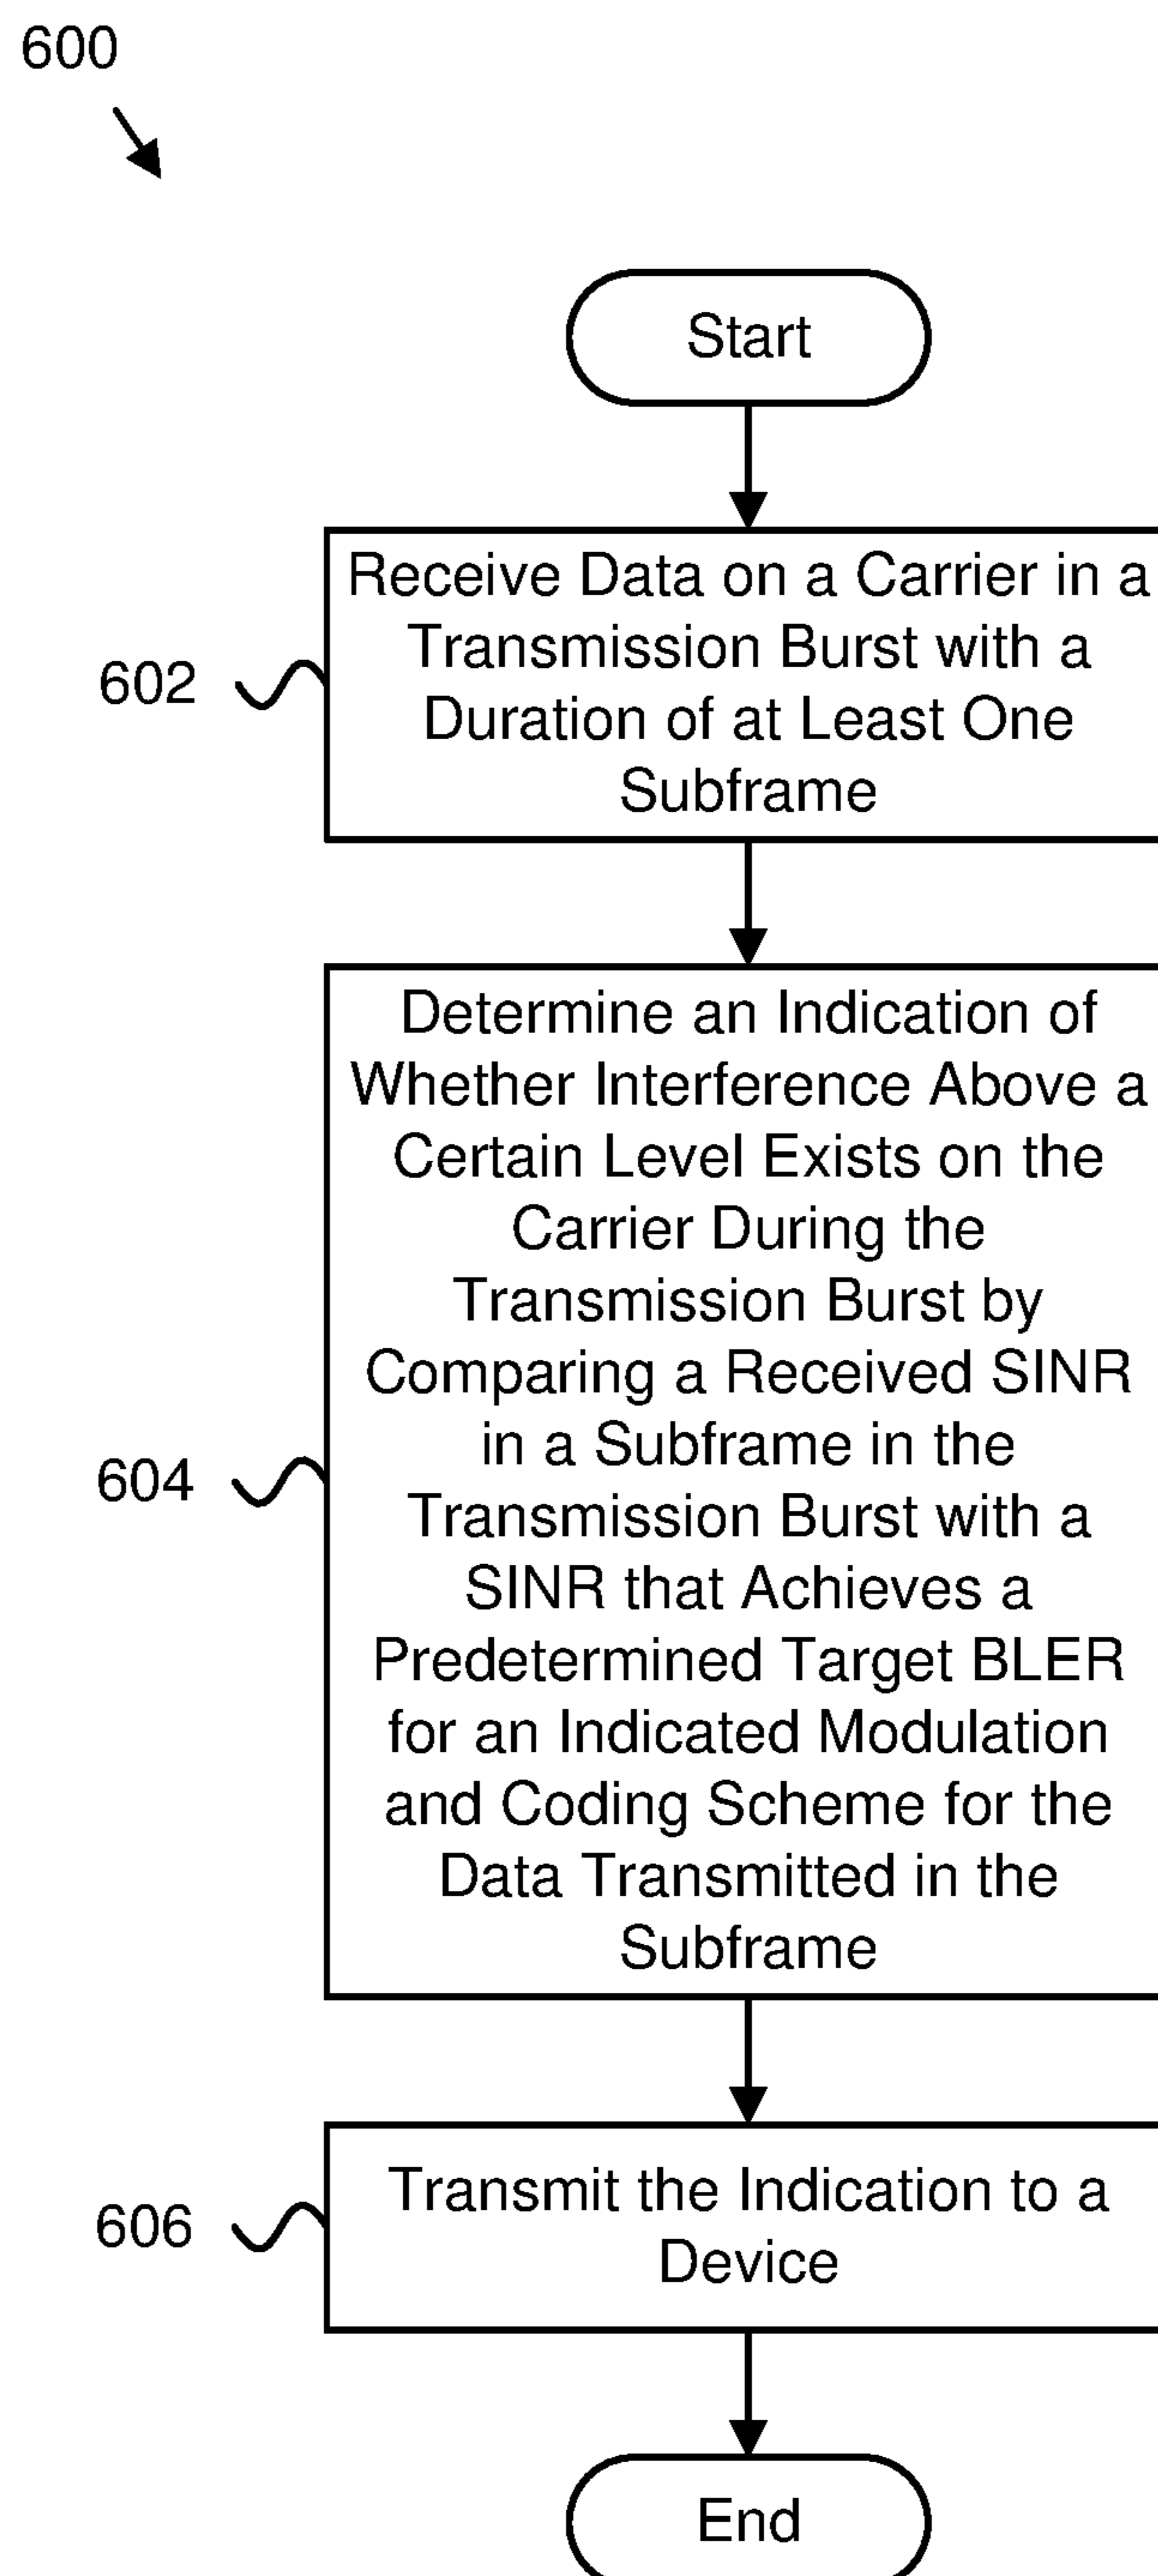 600
Start
602
Receive Data on a Carrier in a
Transmission Burst with a
Duration of at Least One
Subframe
604
Determine an Indication of
Whether Interference Above a
Certain Level Exists on the
Carrier During the
Transmission Burst by
Comparing a Received SINR
in a Subframe in the
Transmission Burst with a
SINR that Achieves a
Predetermined Target BLER
for an Indicated Modulation
and Coding Scheme for the
Data Transmitted in the
Subframe
606
Transmit the Indication to a
Device
End